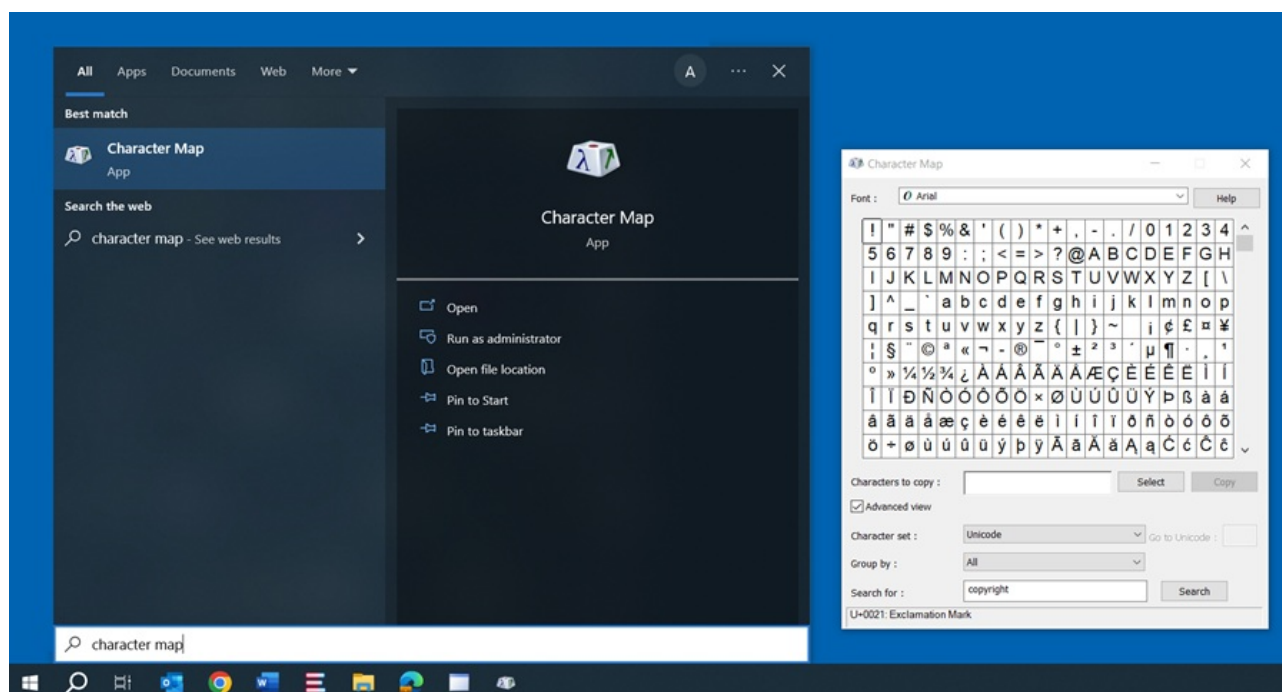 All Apps Documents Web More A ...
Best match
Character Map
App
Search the web
character map - See web results
Character Map
App
Open
Run as administrator
Open file location
Pin to Start
Pin to taskbar
character map
Character Map
Font : O Arial Help
! " # $ % & ' ( ) * + , - . / 0 1 2 3 4
5 6 7 8 9 : ; < = > ? @ A B C D E F G H
I J K L M N O P Q R S T U V W X Y Z [ \
] ^ _ ` a b c d e f g h i j k l m n o p
q r s t u v w x y z { | } ~ ¡ ¢ £ ¤ ¥
¦ § ¨ © ª « ¬ - ® ¯ ° ± ² ³ ´ µ ¶ · ¸ ¹
º » ¼ ½ ¾ ¿ À Á Â Ã Ä Å Æ Ç È É Ê Ë Ì Í
Î Ï Ð Ñ Ò Ó Ô Õ Ö × Ø Ù Ú Û Ü Ý Þ ß à á
â ã ä å æ ç è é ê ë ì í î ï ð ñ ò ó ô õ
ö ÷ ø ù ú û ü ý þ ÿ Ā ā Ă ă Ą ą Ć ć Ĉ ĉ
Characters to copy : Select Copy
Advanced view
Character set : Unicode Go to Unicode :
Group by : All
Search for : copyright Search
U+0021: Exclamation Mark